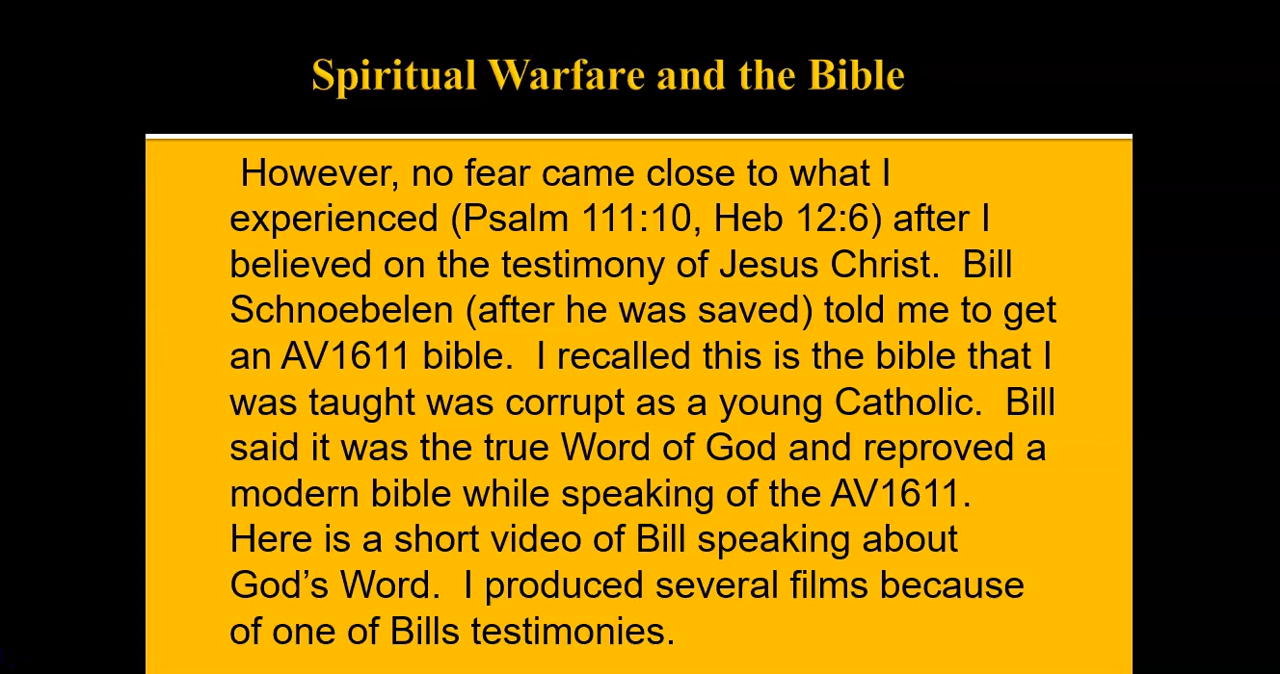 Spiritual Warfare and the Bible
However, no fear came close to what I
experienced (Psalm 111:10, Heb 12:6) after I
believed on the testimony of Jesus Christ.  Bill
Schnoebelen (after he was saved) told me to get
an AV1611 bible.  I recalled this is the bible that I
was taught was corrupt as a young Catholic.  Bill
said it was the true Word of God and reproved a
modern bible while speaking of the AV1611.
Here is a short video of Bill speaking about
God’s Word.  I produced several films because
of one of Bills testimonies.